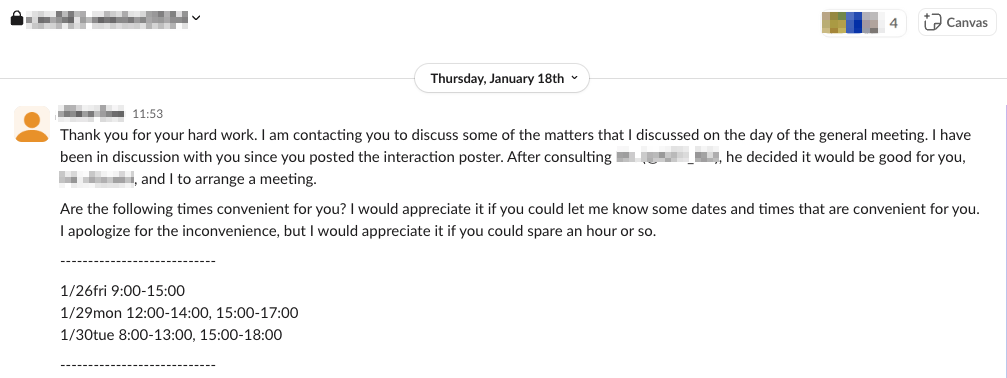 4
Canvas
Thursday, January 18th
11:53
Thank you for your hard work. I am contacting you to discuss some of the matters that I discussed on the day of the general meeting. I have
been in discussion with you since you posted the interaction poster. After consulting , he decided it would be good for you,
, and I to arrange a meeting.
Are the following times convenient for you? I would appreciate it if you could let me know some dates and times that are convenient for you.
I apologize for the inconvenience, but I would appreciate it if you could spare an hour or so.
----------------------------
1/26fri 9:00-15:00
1/29mon 12:00-14:00, 15:00-17:00
1/30tue 8:00-13:00, 15:00-18:00
----------------------------